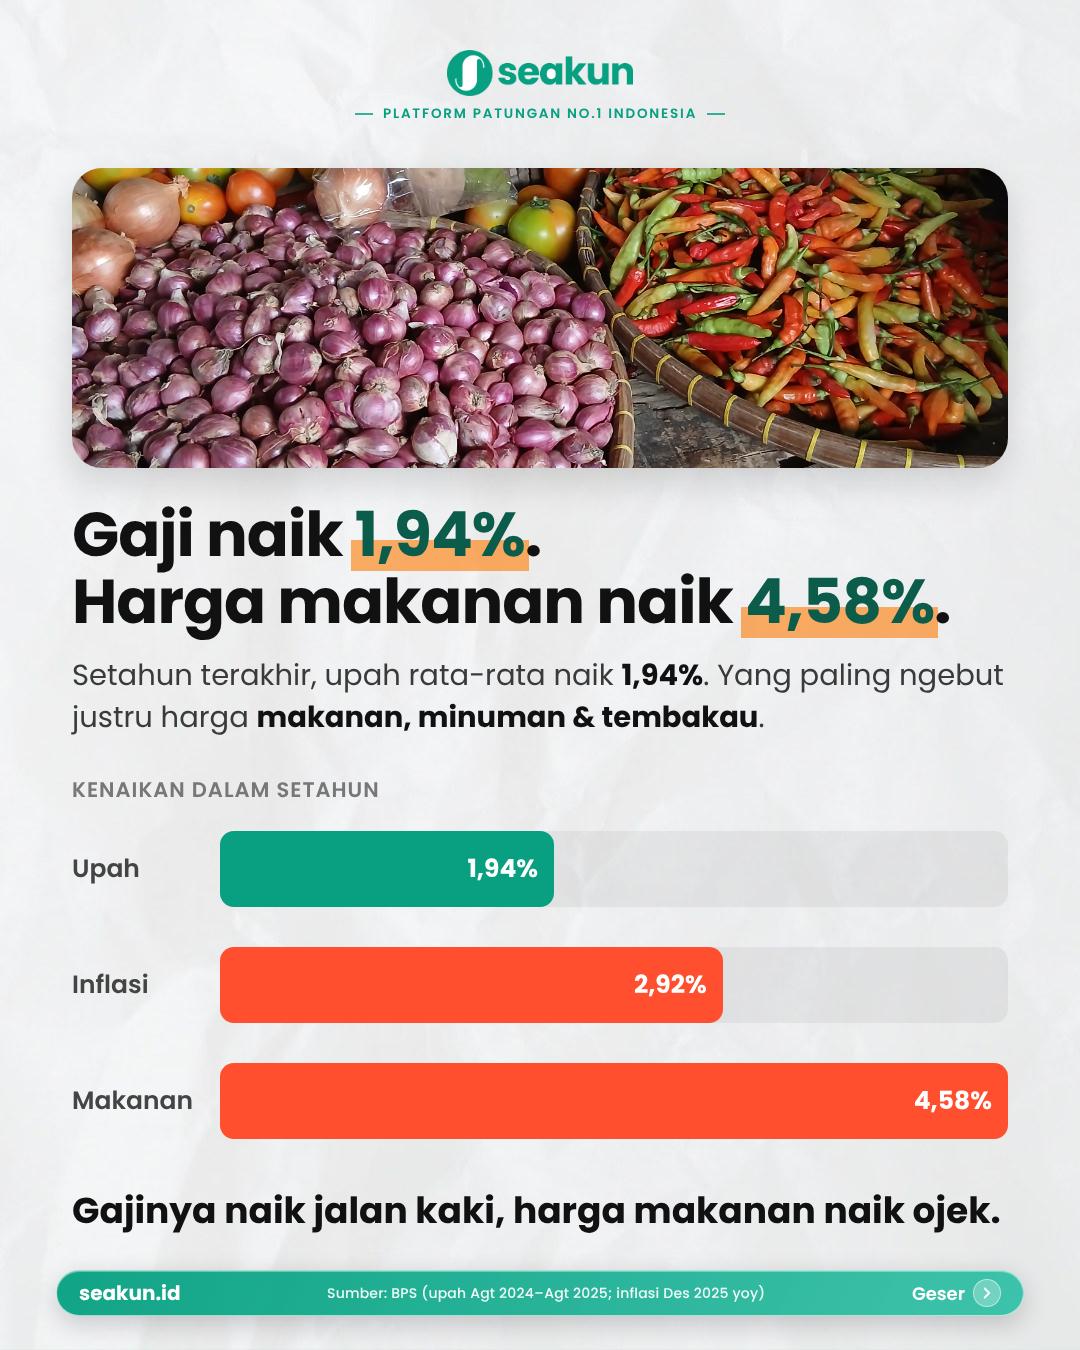 seakun
PLATFORM PATUNGAN NO.1 INDONESIA
Gaji naik 1,94%.
Harga makanan naik 4,58%.
Setahun terakhir, upah rata-rata naik 1,94%. Yang paling ngebut
justru harga makanan, minuman & tembakau.
KENAIKAN DALAM SETAHUN
Upah 1,94%
Inflasi 2,92%
Makanan 4,58%
Gajinya naik jalan kaki, harga makanan naik ojek.
seakun.id Sumber: BPS (upah Agt 2024–Agt 2025; inflasi Des 2025 yoy) Geser